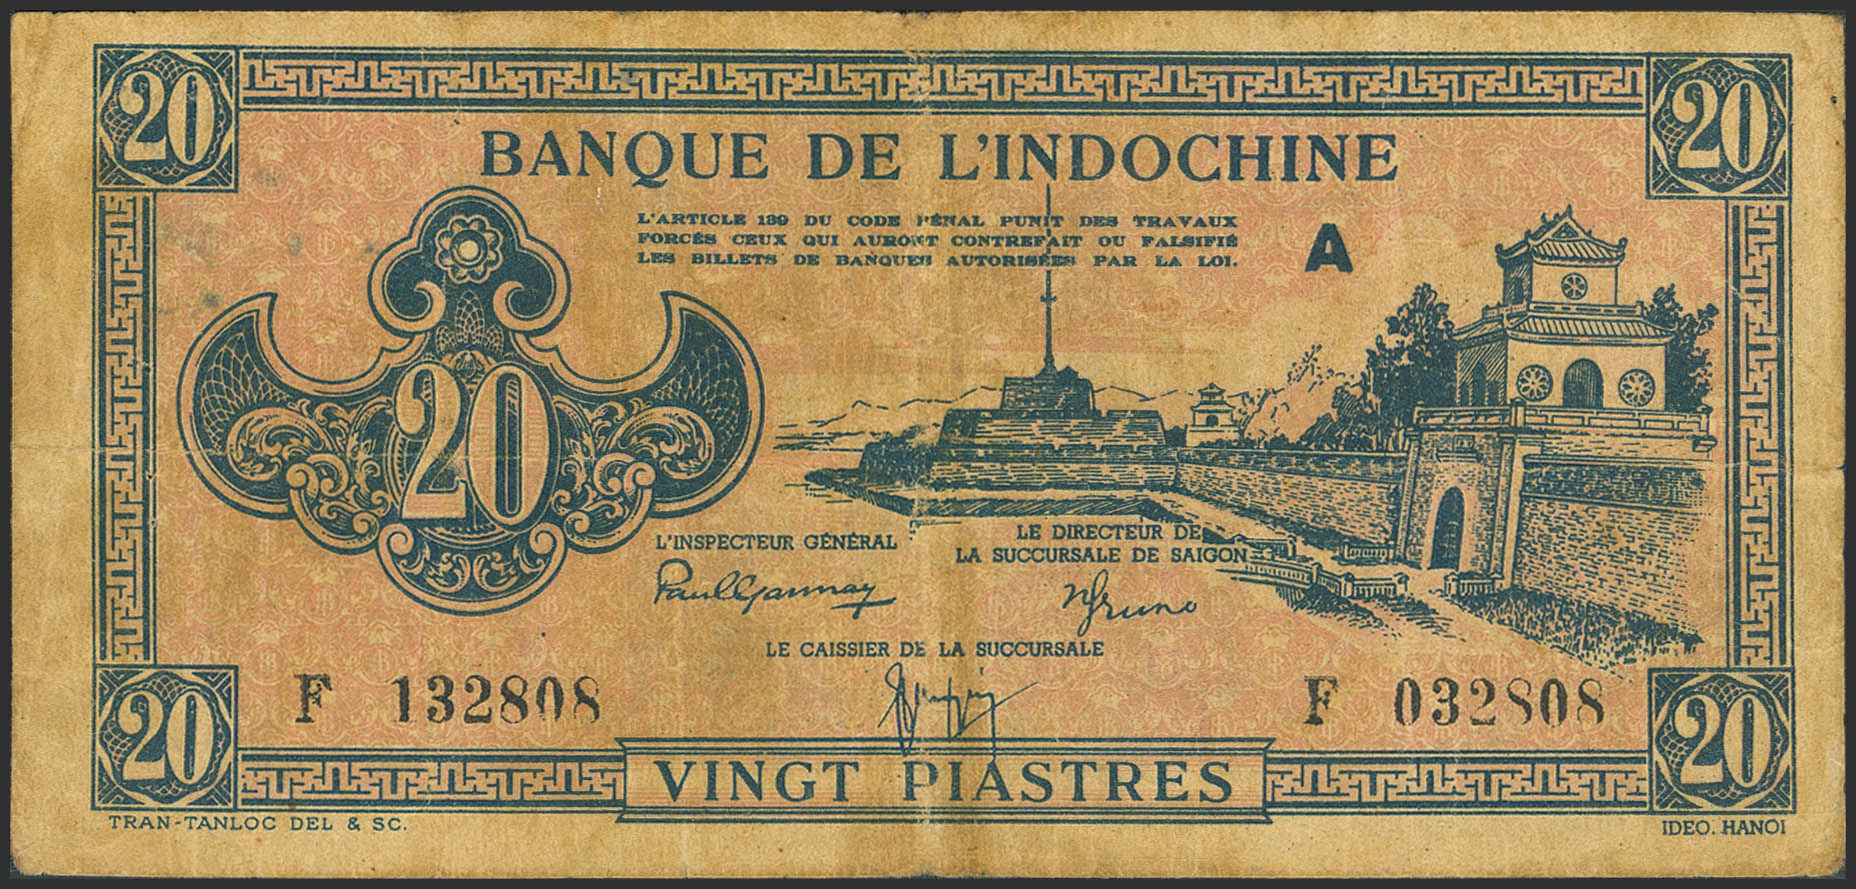 20
20
BANQUE DE L'INDOCHINE
L'ARTICLE 139 DU CODE PÉNAL PUNIT DES TRAVAUX
FORCÉS CEUX QUI AURONT CONTREFAIT OU FALSIFIÉ
LES BILLETS DE BANQUES AUTORISÉES PAR LA LOI.
A
20
L'INSPECTEUR GÉNÉRAL
LE DIRECTEUR DE
LA SUCCURSALE DE SAIGON
Paul Gannay
LE CAISSIER DE LA SUCCURSALE
F 132808
F 032808
20
VINGT PIASTRES
20
TRAN-TANLOC DEL & SC.
IDEO. HANOI